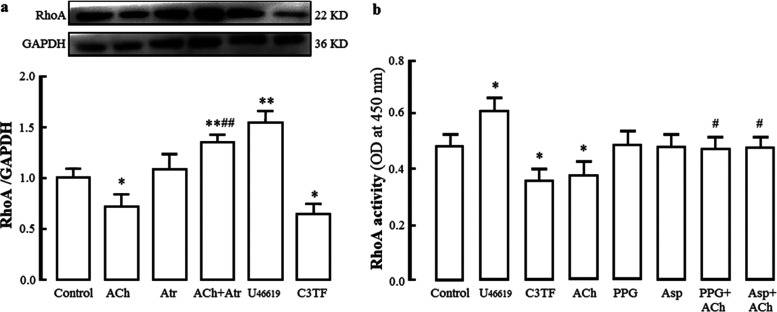 a
RhoA 22 KD
GAPDH 36 KD
RhoA /GAPDH
2.0
1.5
1.0
0.5
0.0
*
**##
**
*
Control ACh Atr ACh+Atr U46619 C3TF
b
RhoA activity (OD at 450 nm)
0.8
0.6
0.4
0.2
0.0
*
*
*
#
#
Control U46619 C3TF ACh PPG Asp PPG+ Asp+
ACh ACh